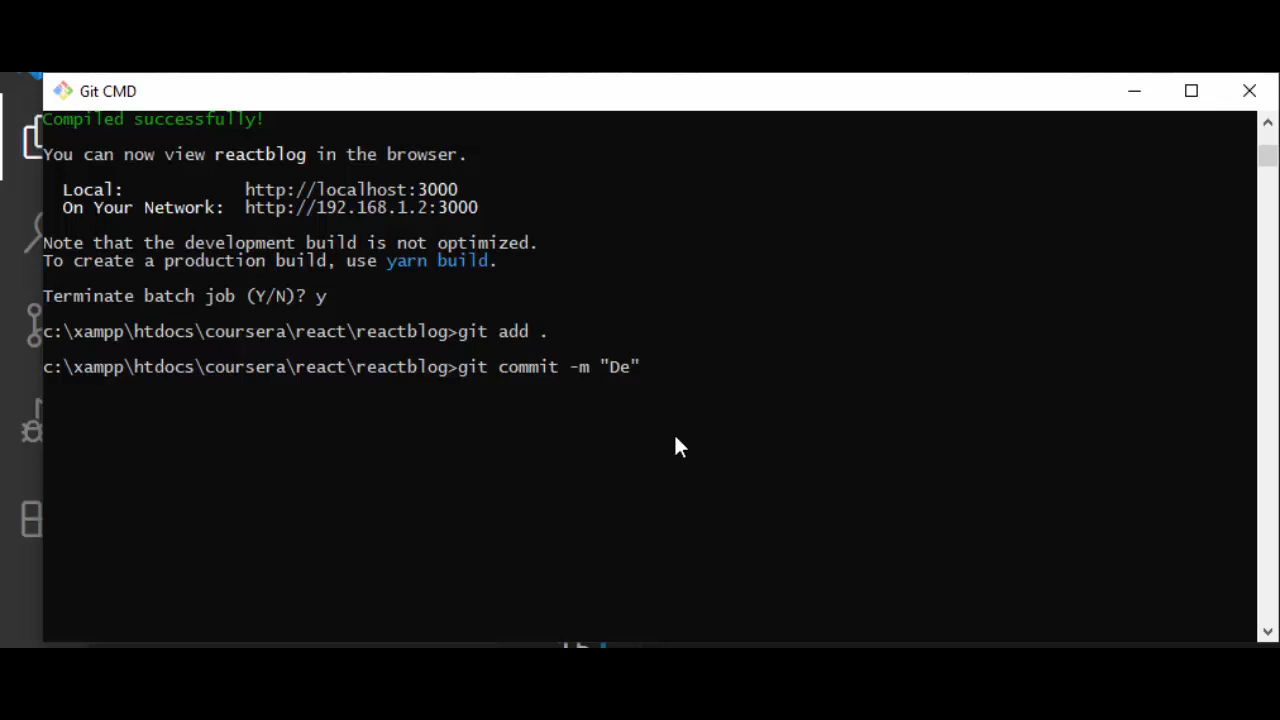 Git CMD
Compiled successfully!
You can now view reactblog in the browser.
Local: http://localhost:3000
On Your Network: http://192.168.1.2:3000
Note that the development build is not optimized.
To create a production build, use yarn build.
Terminate batch job (Y/N)? y
c:\xampp\htdocs\coursera\react\reactblog>git add .
c:\xampp\htdocs\coursera\react\reactblog>git commit -m "De"